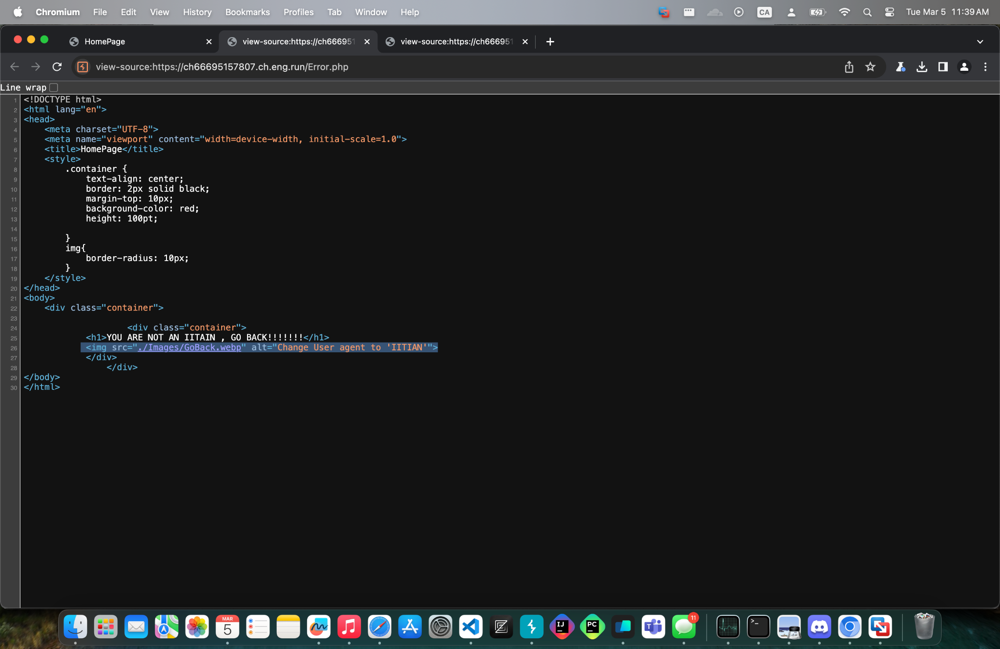 Chromium File Edit View History Bookmarks Profiles Tab Window Help CA Tue Mar 5 11:39 AM
HomePage view-source:https://ch666951 view-source:https://ch666951
view-source:https://ch66695157807.ch.eng.run/Error.php
Line wrap
1 <!DOCTYPE html>
2 <html lang="en">
3 <head>
4 <meta charset="UTF-8">
5 <meta name="viewport" content="width=device-width, initial-scale=1.0">
6 <title>HomePage</title>
7 <style>
8 .container {
9 text-align: center;
10 border: 2px solid black;
11 margin-top: 10px;
12 background-color: red;
13 height: 100pt;
14
15 }
16 img{
17 border-radius: 10px;
18 }
19 </style>
20 </head>
21 <body>
22 <div class="container">
23
24 <div class="container">
25 <h1>YOU ARE NOT AN IITAIN , GO BACK!!!!!!!</h1>
26 <img src="./Images/GoBack.webp" alt="Change User agent to 'IITIAN'">
27 </div>
28 </div>
29 </body>
30 </html>
MAR
5
IJ
PC
11
>_